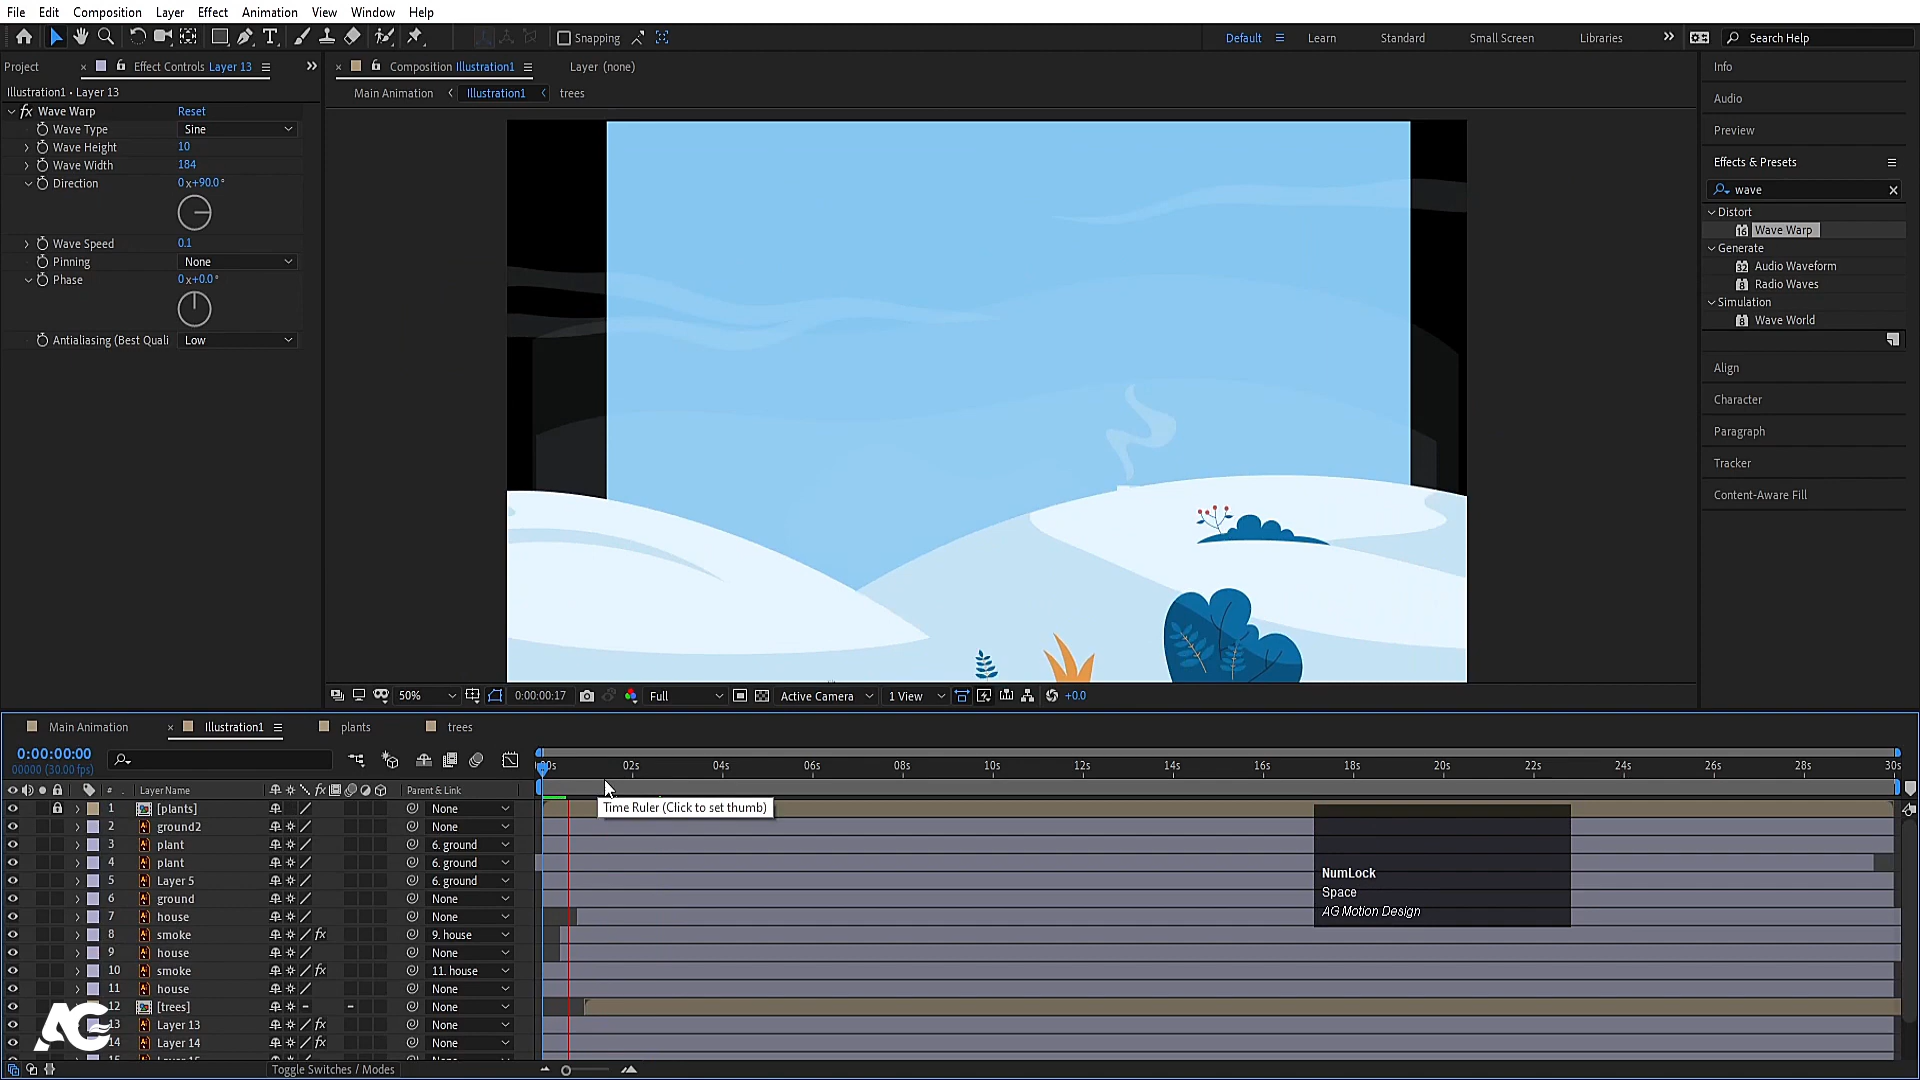 File Edit Composition Layer Effect Animation View Window Help
Snapping Default Learn Standard Small Screen Libraries Search Help
Project Effect Controls Layer 13 Composition Illustration1 Layer (none) Info
Illustration1 • Layer 13 Main Animation Illustration1 trees
fx Wave Warp Reset
Wave Type Sine
Wave Height 10
Wave Width 184
Direction 0x+90.0°
Wave Speed 0.1
Pinning None
Phase 0x+0.0°
Antialiasing (Best Quali Low
Audio
Preview
Effects & Presets
wave
Distort
Wave Warp
Generate
Audio Waveform
Radio Waves
Simulation
Wave World
Align
Character
Paragraph
Tracker
Content-Aware Fill
50% 0:00:00:17 Full Active Camera 1 View +0.0
Main Animation Illustration1 plants trees
0:00:00:00
00000 (30.00 fps)
00s 02s 04s 06s 08s 10s 12s 14s 16s 18s 20s 22s 24s 26s 28s 30s
# Layer Name fx Parent & Link
1 [plants] None
2 ground2 None
3 plant 6. ground
4 plant 6. ground
5 Layer 5 6. ground
6 ground None
7 house None
8 smoke fx 9. house
9 house None
10 smoke fx 11. house
11 house None
12 [trees] None
13 Layer 13 fx None
14 Layer 14 fx None
Time Ruler (Click to set thumb)
NumLock
Space
AG Motion Design
AG
Toggle Switches / Modes